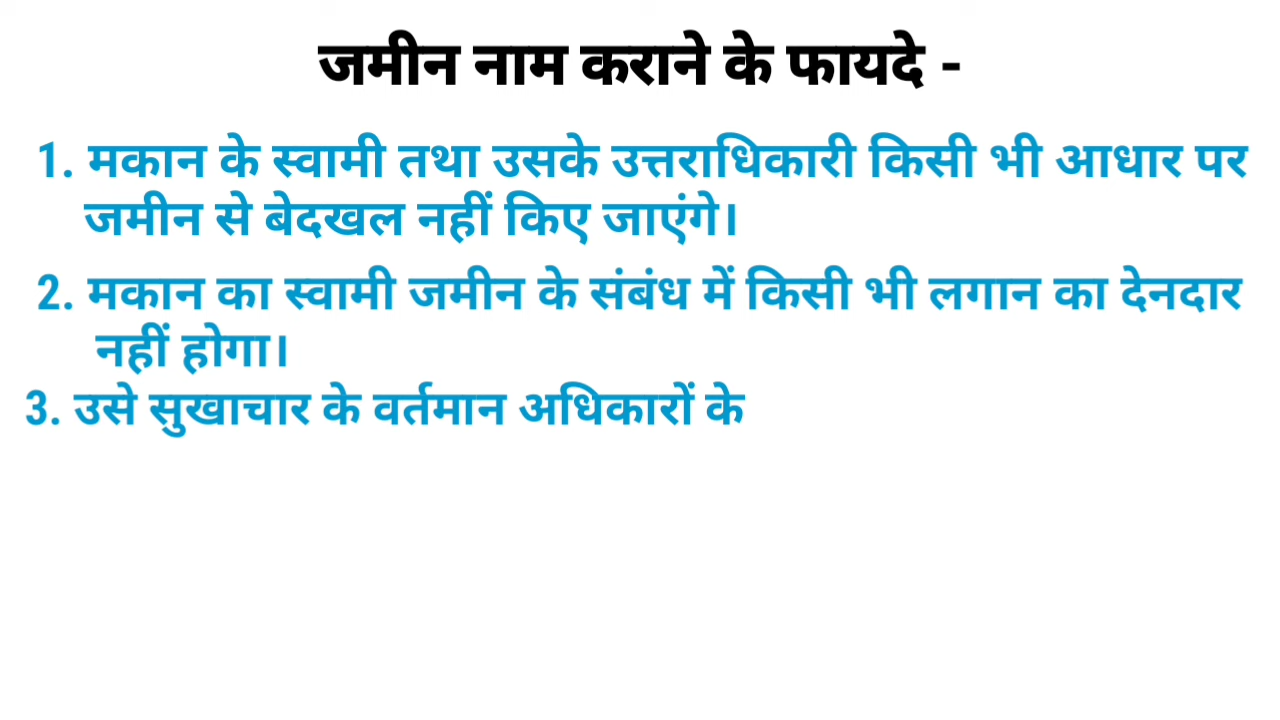 जमीन नाम कराने के फायदे -
1. मकान के स्वामी तथा उसके उत्तराधिकारी किसी भी आधार पर
जमीन से बेदखल नहीं किए जाएंगे।
2. मकान का स्वामी जमीन के संबंध में किसी भी लगान का देनदार
नहीं होगा।
3. उसे सुखाचार के वर्तमान अधिकारों के